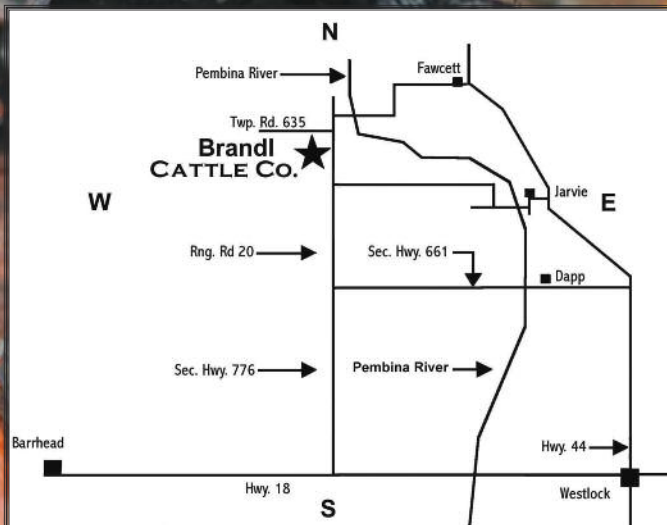 N
Pembina River
Fawcett
Twp. Rd. 635
Brandl
CATTLE CO.
W
Jarvie
E
Rng. Rd 20
Sec. Hwy. 661
Dapp
Sec. Hwy. 776
Pembina River
Barrhead
Hwy. 44
Hwy. 18
Westlock
S